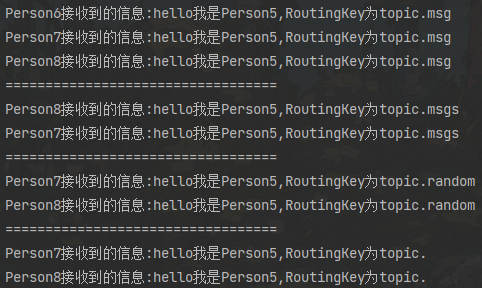 Person6接收到的信息:hello我是Person5,RoutingKey为topic.msg
Person7接收到的信息:hello我是Person5,RoutingKey为topic.msg
Person8接收到的信息:hello我是Person5,RoutingKey为topic.msg
==================================
Person8接收到的信息:hello我是Person5,RoutingKey为topic.msgs
Person7接收到的信息:hello我是Person5,RoutingKey为topic.msgs
==================================
Person7接收到的信息:hello我是Person5,RoutingKey为topic.random
Person8接收到的信息:hello我是Person5,RoutingKey为topic.random
==================================
Person7接收到的信息:hello我是Person5,RoutingKey为topic.
Person8接收到的信息:hello我是Person5,RoutingKey为topic.